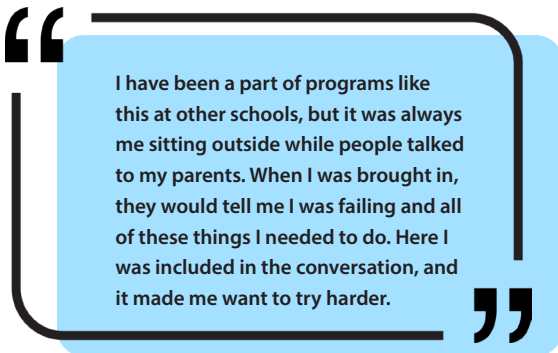 “
I have been a part of programs like
this at other schools, but it was always
me sitting outside while people talked
to my parents. When I was brought in,
they would tell me I was failing and all
of these things I needed to do. Here I
was included in the conversation, and
it made me want to try harder.
”